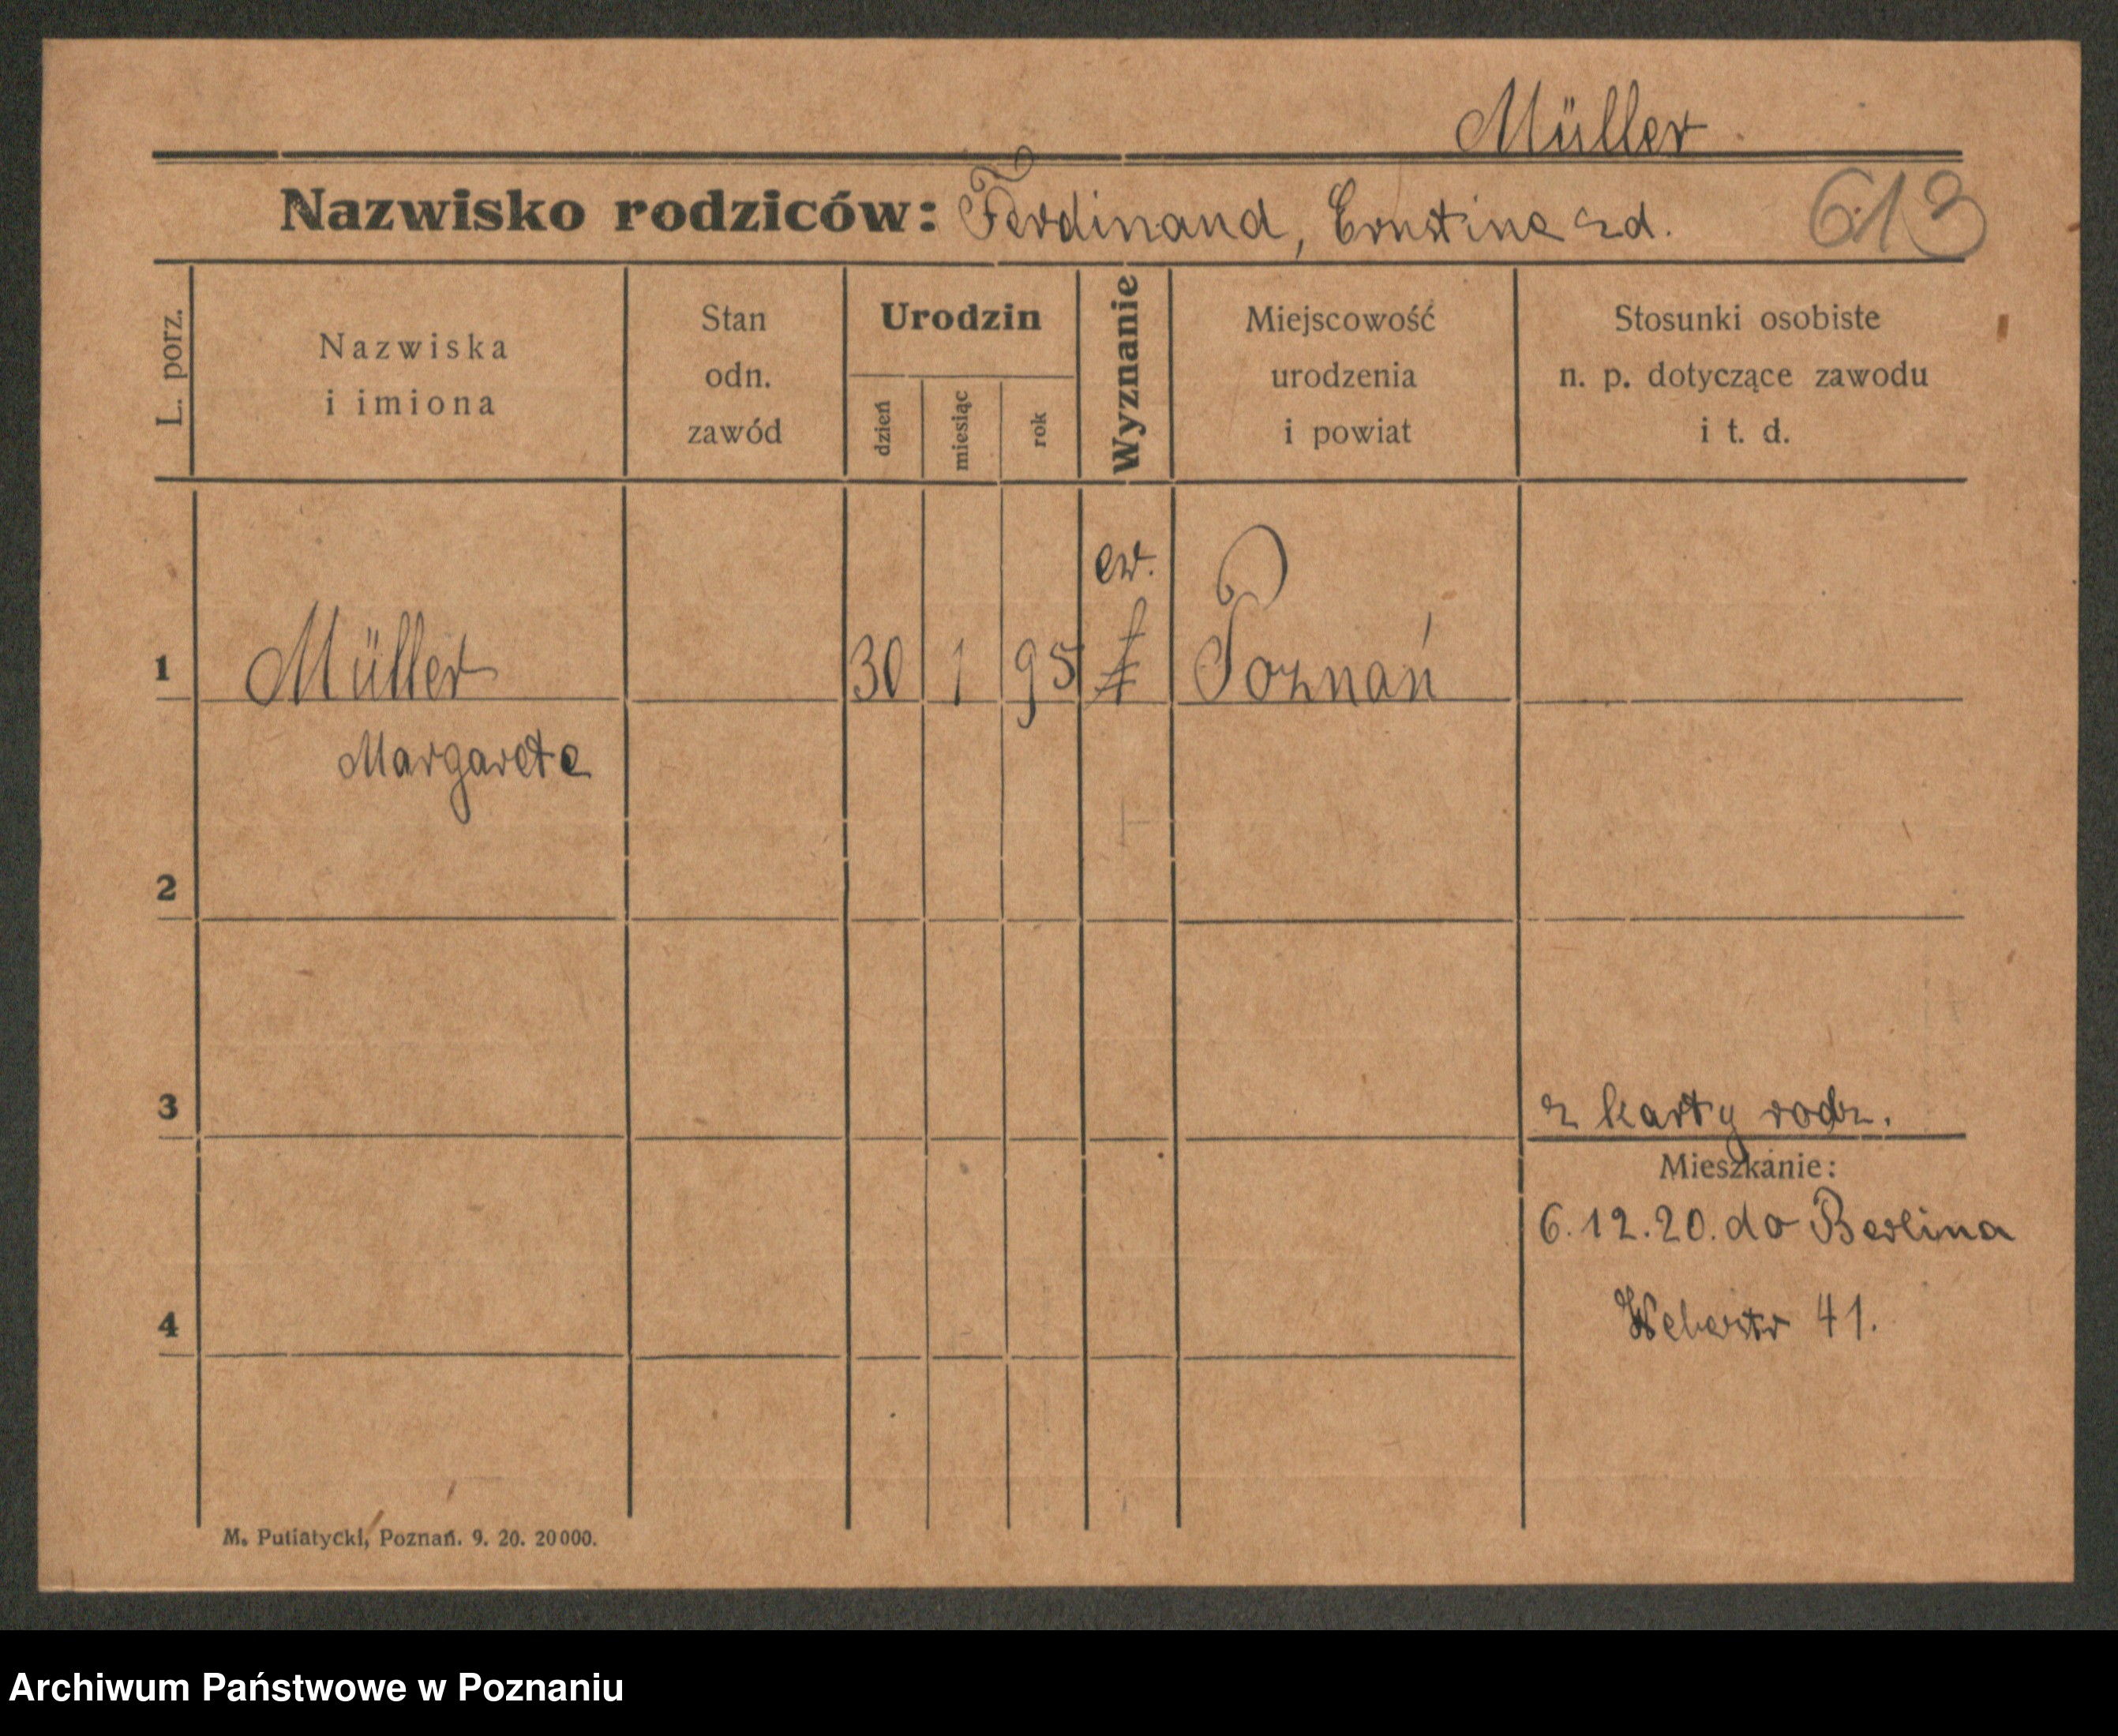 Müller
Nazwisko rodziców: Ferdinand, Ernstine zd.
613
L. porz.
Nazwiska
i imiona
Stan
odn.
zawód
Urodzin
dzień
miesiąc
rok
Wyznanie
Miejscowość
urodzenia
i powiat
Stosunki osobiste
n. p. dotyczące zawodu
i t. d.
ew.
1 Müller 30 1 95 Poznań
Margarete
2
3
z karty rodz.
Mieszkanie:
6.12.20. do Berlina
4
Weberstr 41.
M. Putiatycki, Poznań. 9. 20. 20000.
Archiwum Państwowe w Poznaniu